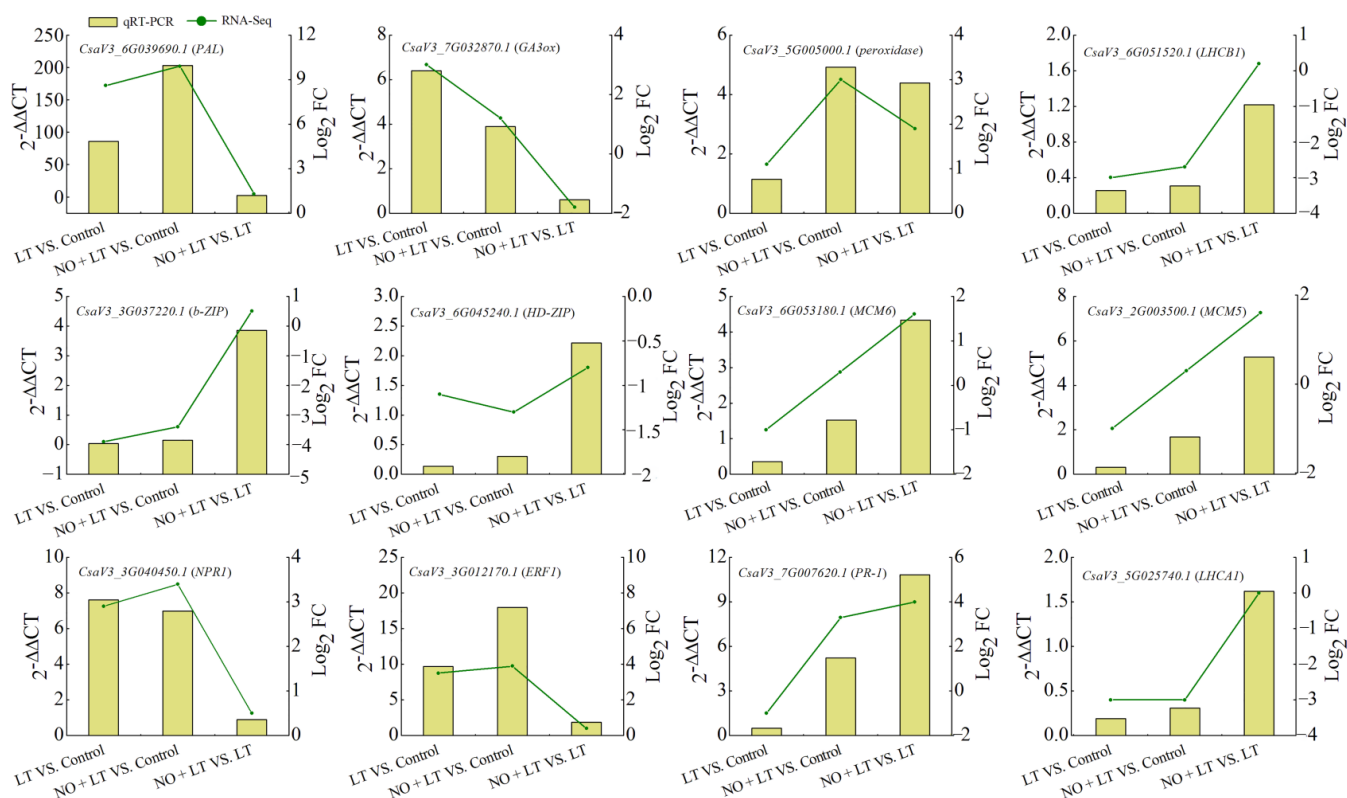 qRT-PCR RNA-Seq
CsaV3_6G039690.1 (PAL)
2^-ΔΔCT
250
200
150
100
50
0
12
9
6
3
0
Log2 FC
LT VS. Control
NO + LT VS. Control
NO + LT VS. LT
CsaV3_7G032870.1 (GA3ox)
2^-ΔΔCT
8
6
4
2
0
4
2
0
−2
Log2 FC
LT VS. Control
NO + LT VS. Control
NO + LT VS. LT
CsaV3_5G005000.1 (peroxidase)
2^-ΔΔCT
6
4
2
0
4
3
2
1
0
Log2 FC
LT VS. Control
NO + LT VS. Control
NO + LT VS. LT
CsaV3_6G051520.1 (LHCB1)
2^-ΔΔCT
2.0
1.6
1.2
0.8
0.4
0.0
1
0
−1
−2
−3
−4
Log2 FC
LT VS. Control
NO + LT VS. Control
NO + LT VS. LT
CsaV3_3G037220.1 (b-ZIP)
2^-ΔΔCT
5
4
3
2
1
0
−1
1
0
−1
−2
−3
−4
−5
Log2 FC
LT VS. Control
NO + LT VS. Control
NO + LT VS. LT
CsaV3_6G045240.1 (HD-ZIP)
2^-ΔΔCT
3.0
2.5
2.0
1.5
1.0
0.5
0.0
0.0
−0.5
−1
−1.5
−2
Log2 FC
LT VS. Control
NO + LT VS. Control
NO + LT VS. LT
CsaV3_6G053180.1 (MCM6)
2^-ΔΔCT
5
4
3
2
1
0
2
1
0
−1
−2
Log2 FC
LT VS. Control
NO + LT VS. Control
NO + LT VS. LT
CsaV3_2G003500.1 (MCM5)
2^-ΔΔCT
8
6
4
2
0
2
0
−2
Log2 FC
LT VS. Control
NO + LT VS. Control
NO + LT VS. LT
CsaV3_3G040450.1 (NPR1)
2^-ΔΔCT
10
8
6
4
2
0
4
3
2
1
0
Log2 FC
LT VS. Control
NO + LT VS. Control
NO + LT VS. LT
CsaV3_3G012170.1 (ERF1)
2^-ΔΔCT
25
20
15
10
5
0
10
8
6
4
2
0
Log2 FC
LT VS. Control
NO + LT VS. Control
NO + LT VS. LT
CsaV3_7G007620.1 (PR-1)
2^-ΔΔCT
12
9
6
3
0
6
4
2
0
−2
Log2 FC
LT VS. Control
NO + LT VS. Control
NO + LT VS. LT
CsaV3_5G025740.1 (LHCA1)
2^-ΔΔCT
2.0
1.5
1.0
0.5
0.0
1
0
−1
−2
−3
−4
Log2 FC
LT VS. Control
NO + LT VS. Control
NO + LT VS. LT